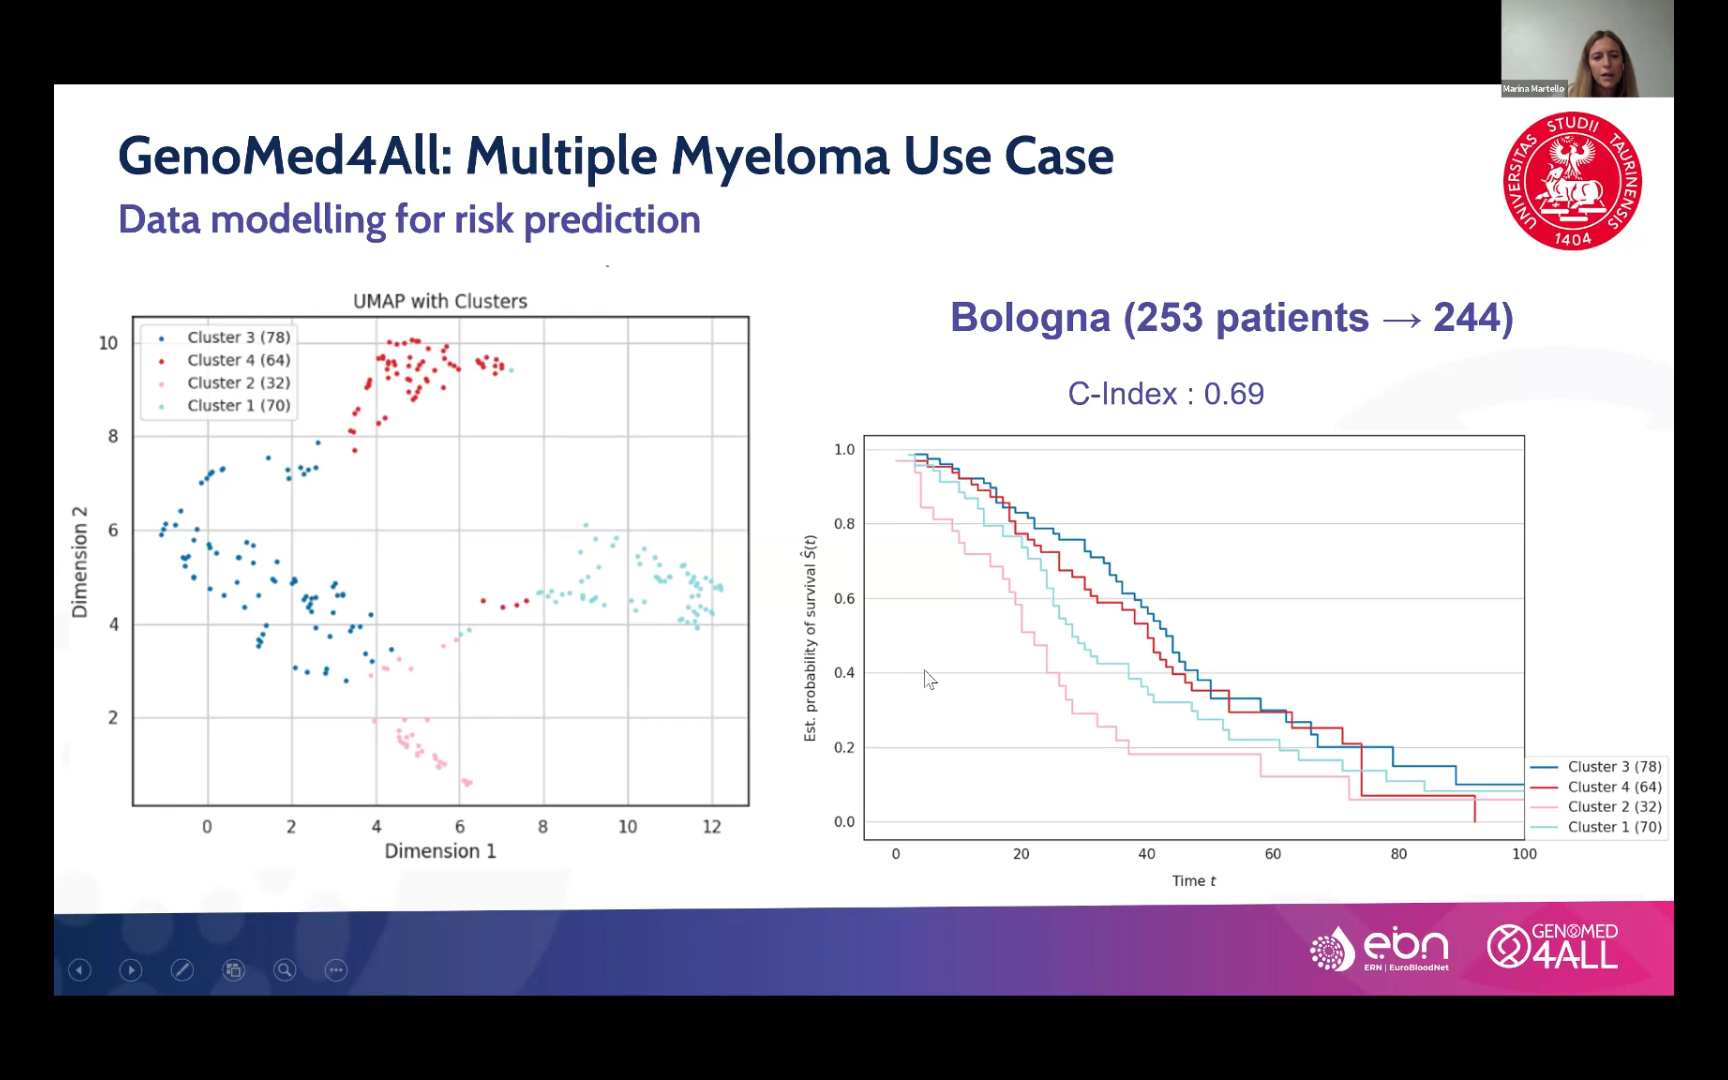 Marina Martello
GenoMed4All: Multiple Myeloma Use Case
Data modelling for risk prediction
UNIVERSITAS STUDII TAURINENSIS
1404
UMAP with Clusters
Cluster 3 (78)
Cluster 4 (64)
Cluster 2 (32)
Cluster 1 (70)
10
8
6
4
2
Dimension 2
0 2 4 6 8 10 12
Dimension 1
Bologna (253 patients → 244)
C-Index : 0.69
1.0
0.8
0.6
0.4
0.2
0.0
Est. probability of survival Ŝ(t)
0 20 40 60 80 100
Time t
Cluster 3 (78)
Cluster 4 (64)
Cluster 2 (32)
Cluster 1 (70)
ebn
ERN | EuroBloodNet
GENOMED
4ALL